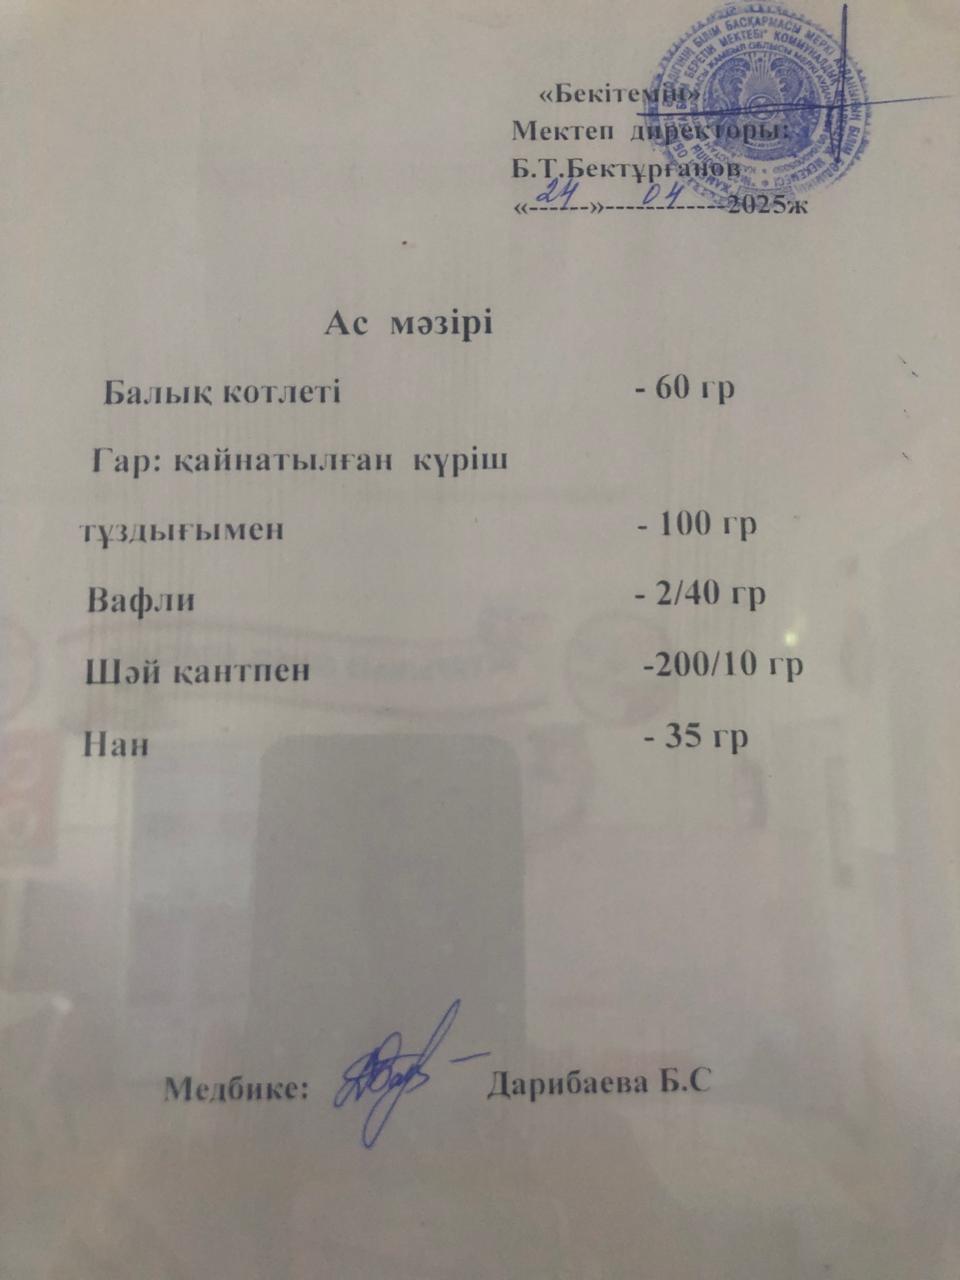 «Бекітемін»
Мектеп директоры:
Б.Т.Бектұрғанов
«--24--»---04---2025ж
Ас мәзірі
Балық котлеті - 60 гр
Гар: қайнатылған күріш
тұздығымен - 100 гр
Вафли - 2/40 гр
Шәй қантпен -200/10 гр
Нан - 35 гр
Медбике: Дарибаева Б.С